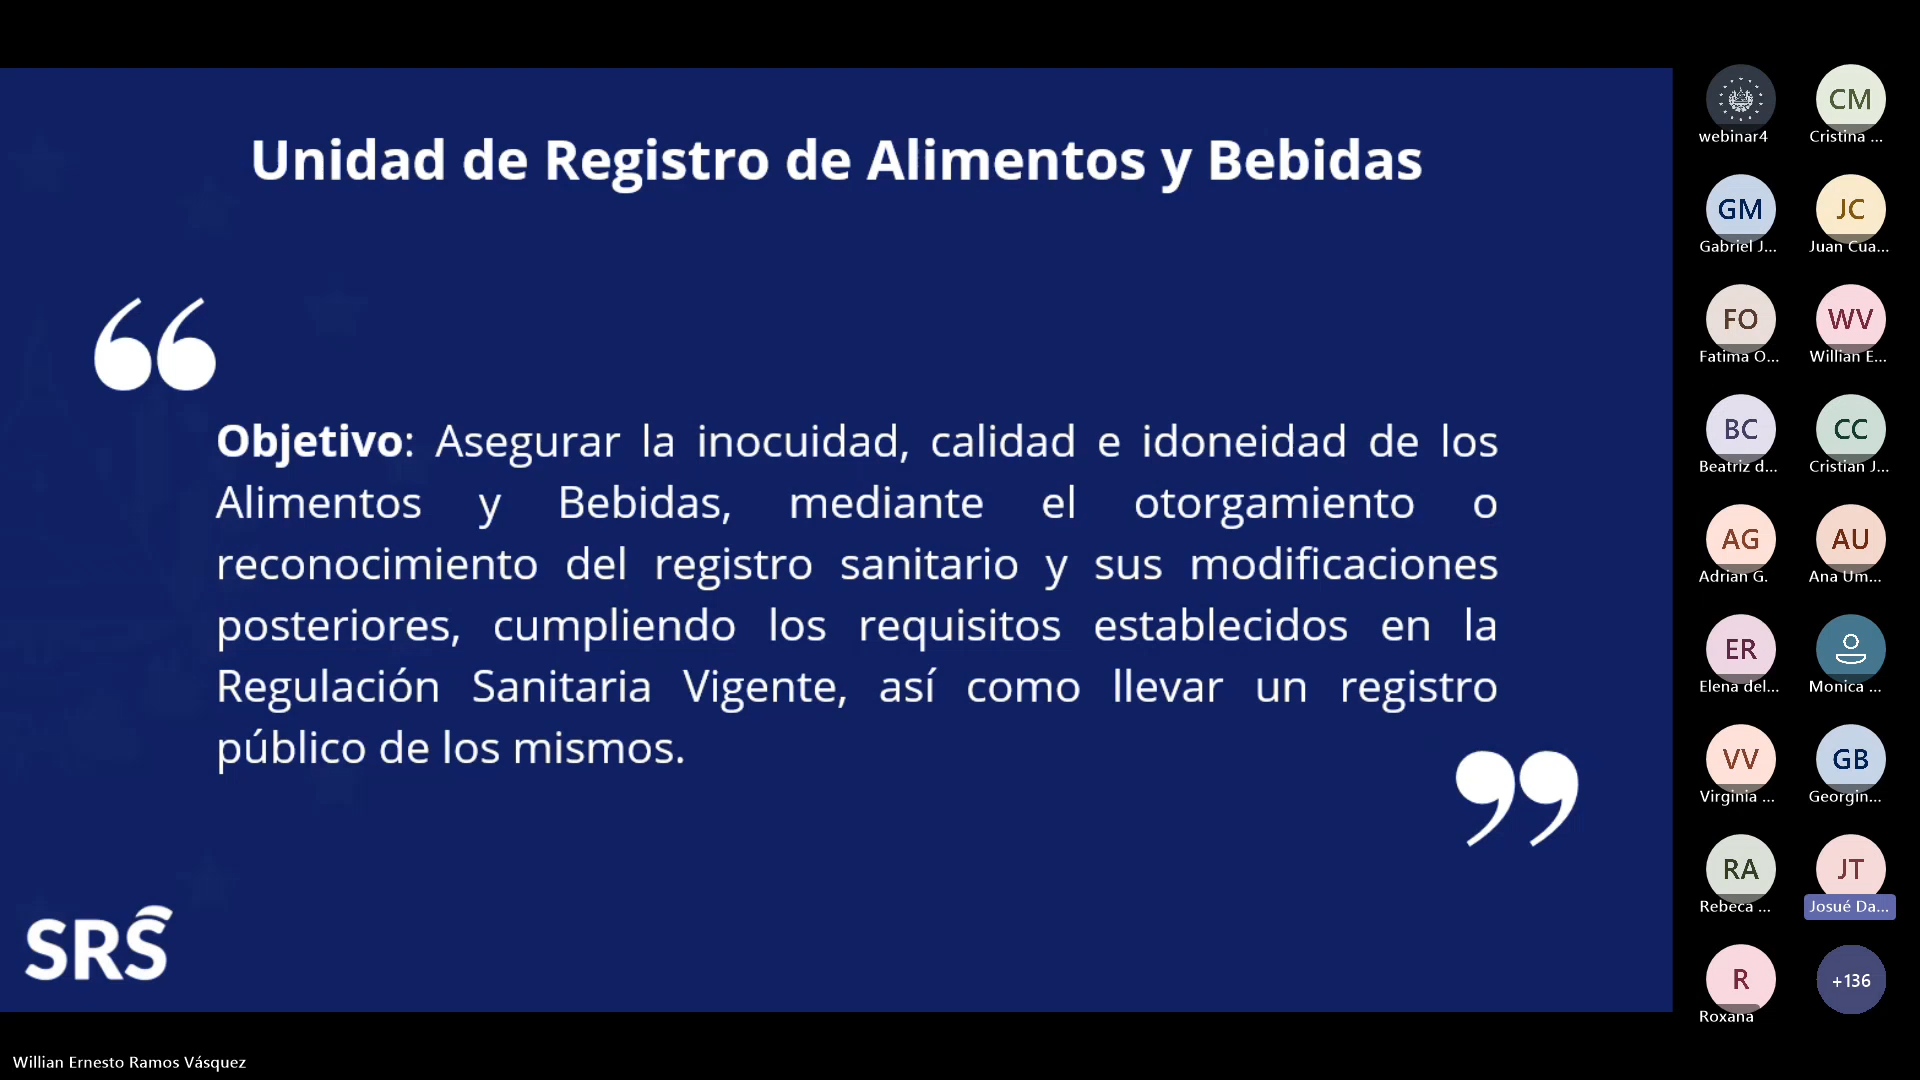 Unidad de Registro de Alimentos y Bebidas
“
Objetivo: Asegurar la inocuidad, calidad e idoneidad de los
Alimentos y Bebidas, mediante el otorgamiento o
reconocimiento del registro sanitario y sus modificaciones
posteriores, cumpliendo los requisitos establecidos en la
Regulación Sanitaria Vigente, así como llevar un registro
público de los mismos.
”
SRS
Willian Ernesto Ramos Vásquez
webinar4
CM
Cristina ...
GM
Gabriel J...
JC
Juan Cua...
FO
Fatima O...
WV
Willian E...
BC
Beatriz d...
CC
Cristian J...
AG
Adrian G.
AU
Ana Um...
ER
Elena del...
Monica ...
VV
Virginia ...
GB
Georgin...
RA
Rebeca ...
JT
Josué Da...
R
Roxana
+136